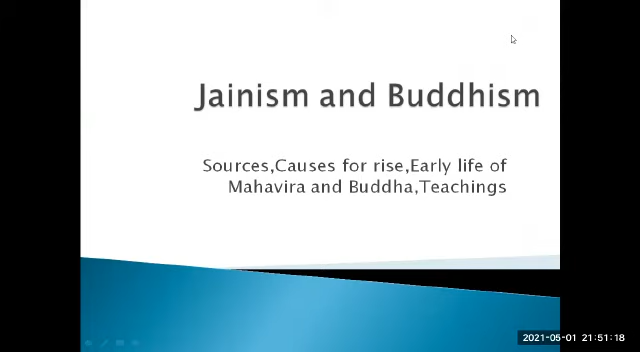 Jainism and Buddhism
Sources,Causes for rise,Early life of
Mahavira and Buddha,Teachings
2021-05-01 21:51:18